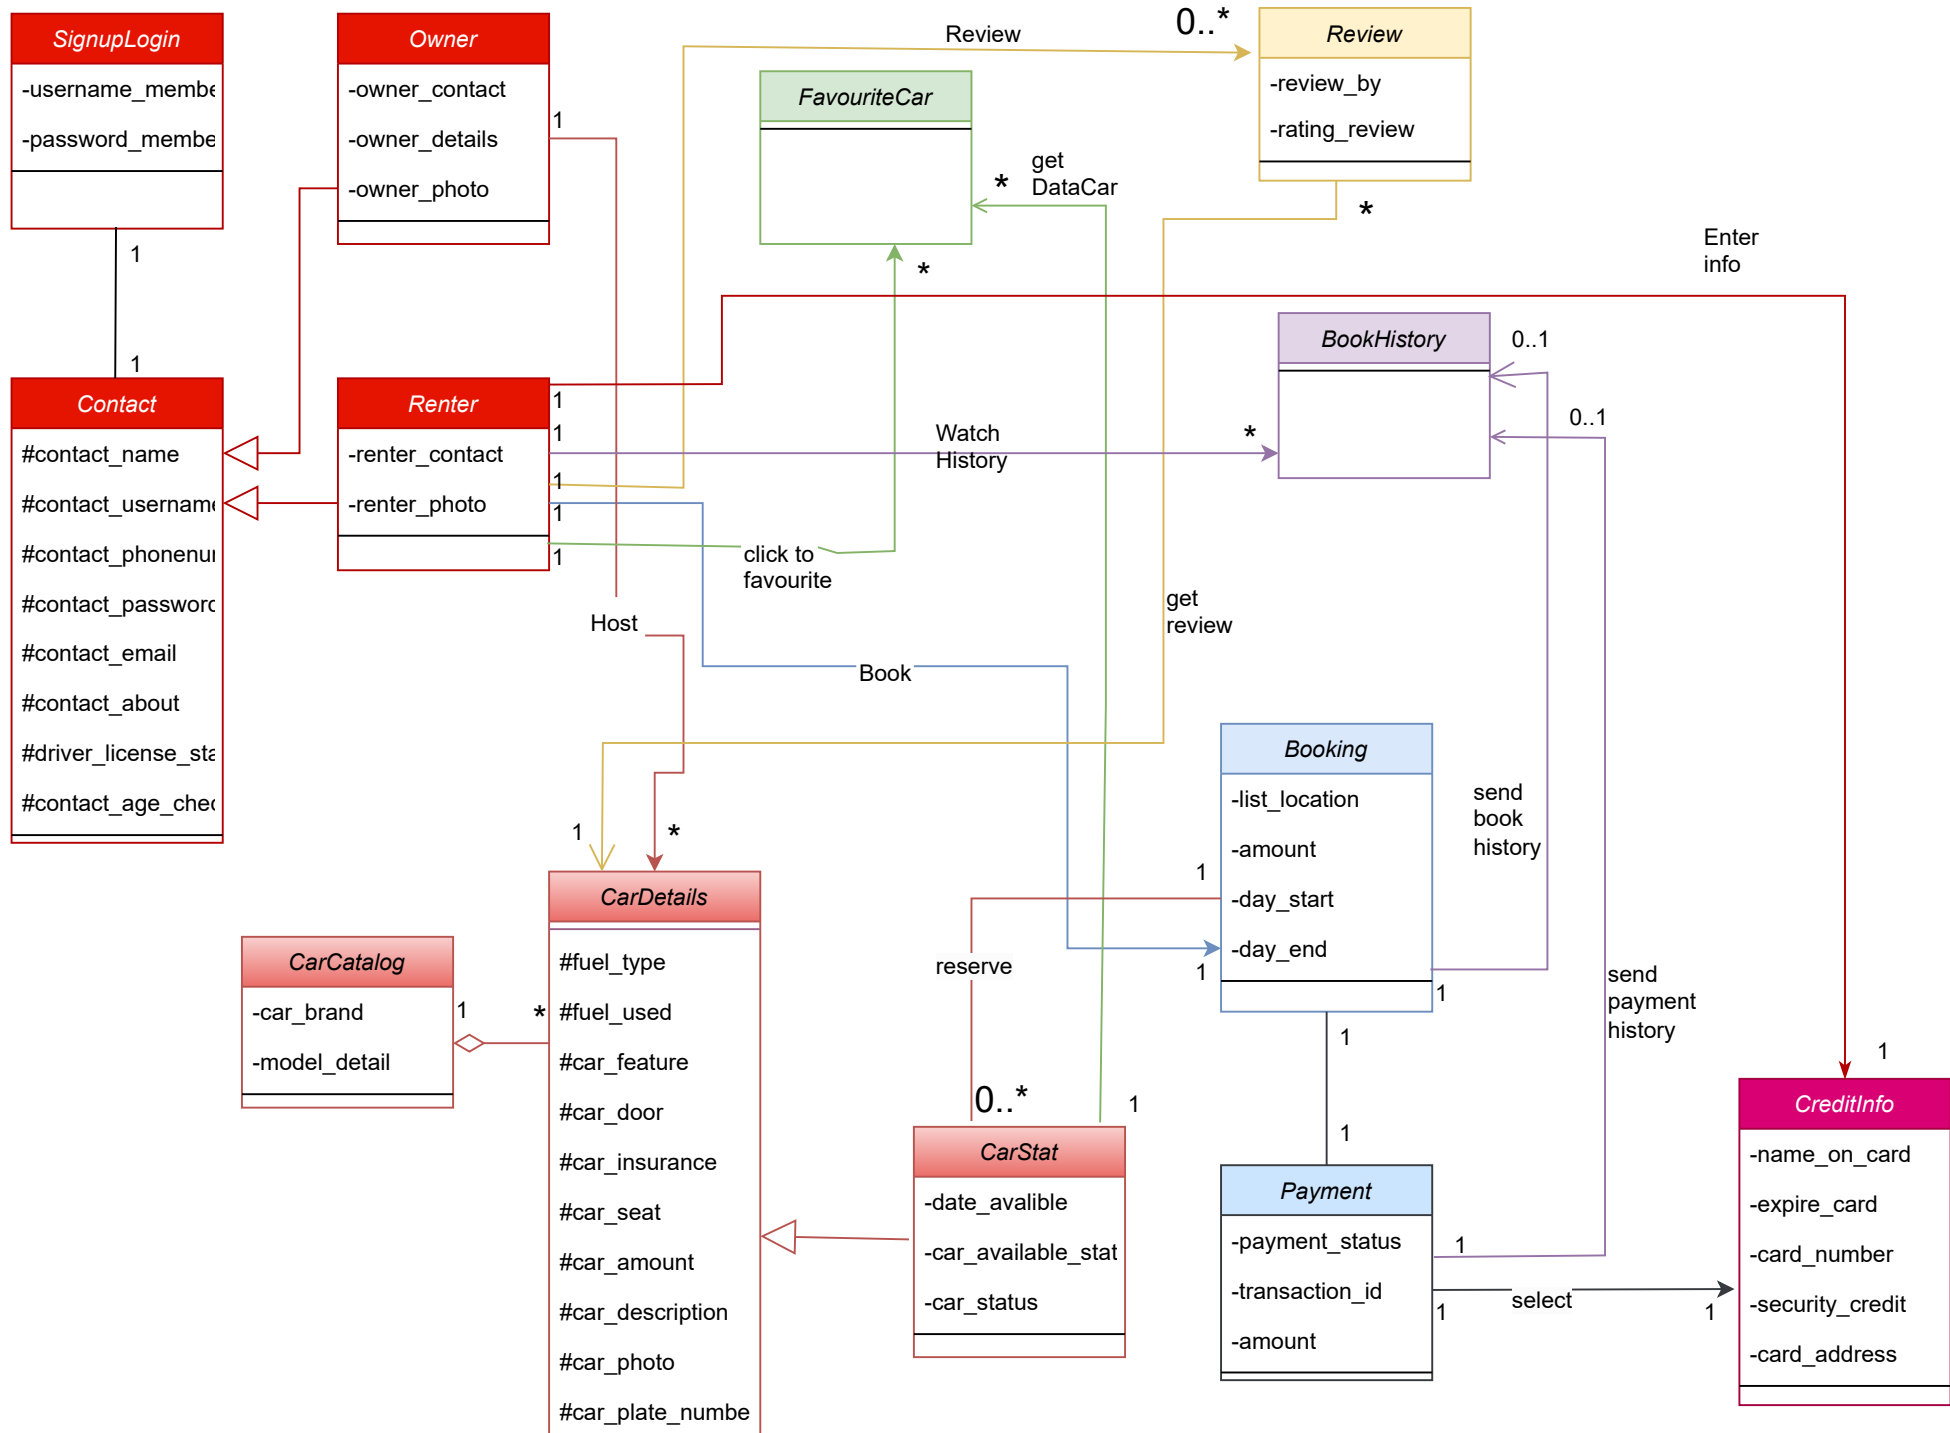 SignupLogin
-username_membe
-password_membe
1
1
Owner
-owner_contact
-owner_details
-owner_photo
1
Review
0..*
Review
-review_by
-rating_review
*
FavouriteCar
*
get
DataCar
*
Enter
info
Contact
#contact_name
#contact_username
#contact_phonenu
#contact_password
#contact_email
#contact_about
#driver_license_sta
#contact_age_chec
Renter
-renter_contact
-renter_photo
1
1
1
1
1
Watch
History
*
BookHistory
0..1
0..1
click to
favourite
get
review
Host
Book
1
*
CarDetails
#fuel_type
#fuel_used
#car_feature
#car_door
#car_insurance
#car_seat
#car_amount
#car_description
#car_photo
#car_plate_numbe
CarCatalog
-car_brand
-model_detail
1
*
reserve
0..*
1
CarStat
-date_avalible
-car_available_stat
-car_status
Booking
-list_location
-amount
-day_start
-day_end
1
1
1
1
1
send
book
history
send
payment
history
Payment
-payment_status
-transaction_id
-amount
1
1
select
1
1
CreditInfo
-name_on_card
-expire_card
-card_number
-security_credit
-card_address